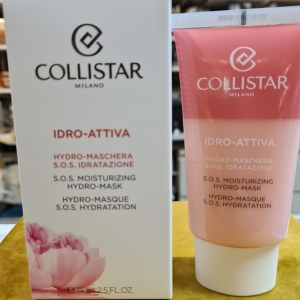 COLLISTAR
MILANO
IDRO-ATTIVA
HYDRO-MASCHERA
S.O.S. IDRATAZIONE
S.O.S. MOISTURIZING
HYDRO-MASK
HYDRO-MASQUE
S.O.S. HYDRATATION
2.5 FL.OZ.
COLLISTAR
MILANO
IDRO-ATTIVA
HYDRO-MASCHERA
S.O.S. IDRATAZIONE
S.O.S. MOISTURIZING
HYDRO-MASK
HYDRO-MASQUE
S.O.S. HYDRATATION